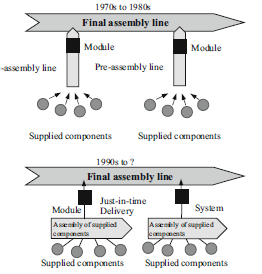 1970s to 1980s
Final assembly line
Module
Module
-assembly line
Pre-assembly line
Supplied components
Supplied components
1990s to ?
Final assembly line
Just-in-time
Module
Delivery
System
Assembly of supplied
components
Assembly of supplied
components
Supplied components
Supplied components